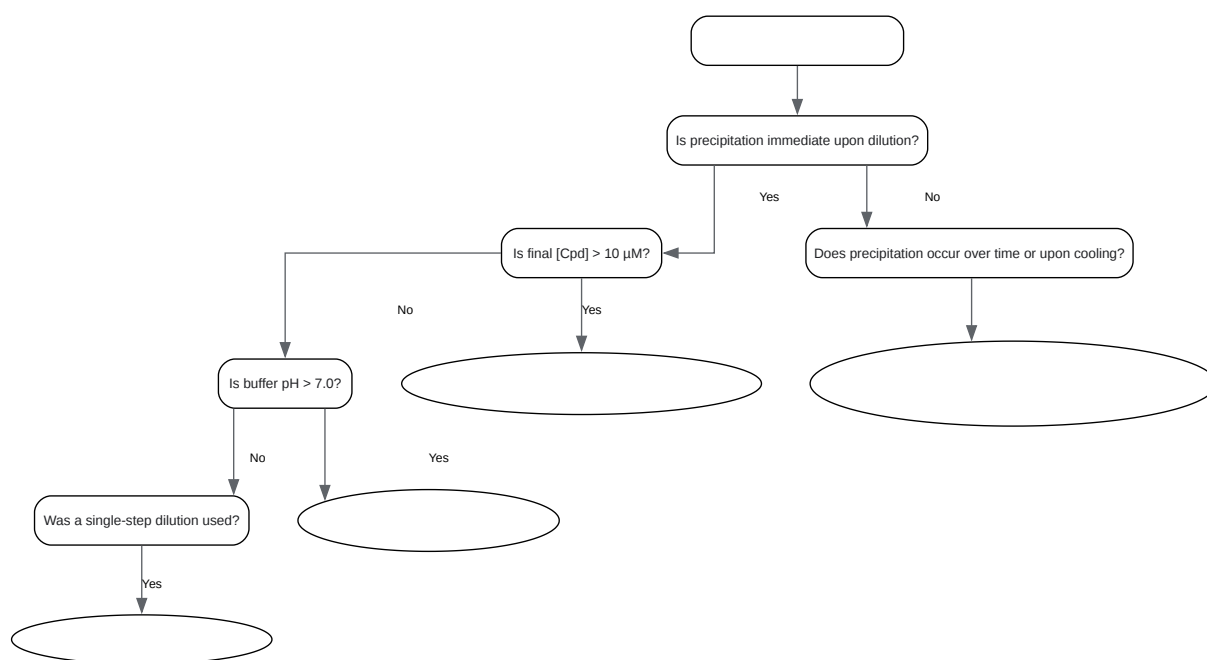 Is precipitation immediate upon dilution?
Yes
No
Is final [Cpd] > 10 µM?
Does precipitation occur over time or upon cooling?
No
Yes
Is buffer pH > 7.0?
No
Yes
Was a single-step dilution used?
Yes